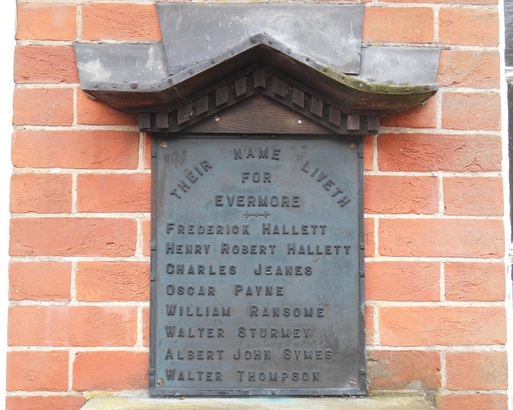 THEIR NAME LIVETH
FOR
EVERMORE
FREDERICK HALLETT
HENRY ROBERT HALLETT
CHARLES JEANES
OSCAR PAYNE
WILLIAM RANSOME
WALTER STURMEY
ALBERT JOHN SYMES
WALTER THOMPSON